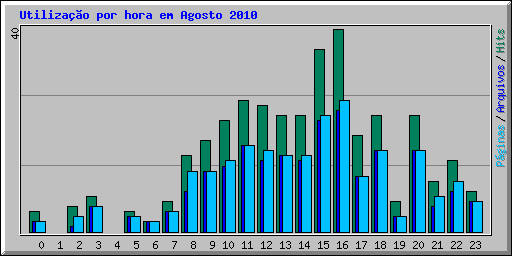 Utilização por hora em Agosto 2010
40
Páginas / Arquivos / Hits
0 1 2 3 4 5 6 7 8 9 10 11 12 13 14 15 16 17 18 19 20 21 22 23